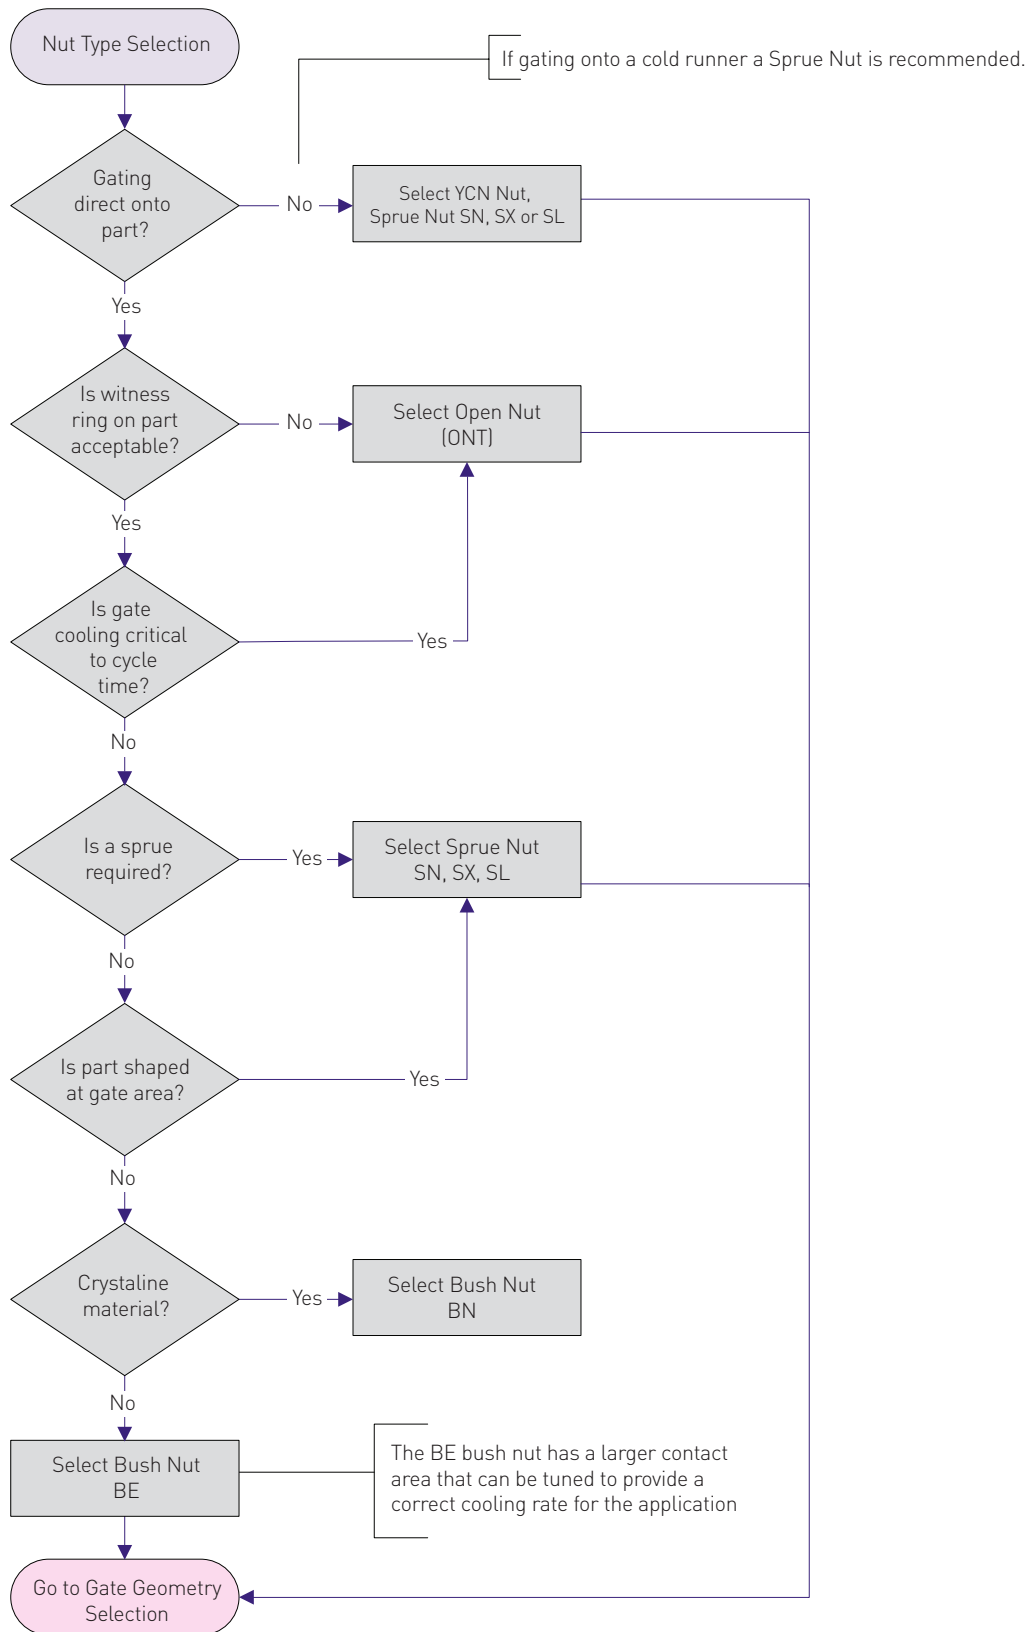 Nut Type Selection
If gating onto a cold runner a Sprue Nut is recommended.
Gating
direct onto
part?
No
Select YCN Nut,
Sprue Nut SN, SX or SL
Yes
Is witness
ring on part
acceptable?
No
Select Open Nut
(ONT)
Yes
Is gate
cooling critical
to cycle
time?
Yes
No
Is a sprue
required?
Yes
Select Sprue Nut
SN, SX, SL
No
Is part shaped
at gate area?
Yes
No
Crystaline
material?
Yes
Select Bush Nut
BN
No
Select Bush Nut
BE
The BE bush nut has a larger contact
area that can be tuned to provide a
correct cooling rate for the application
Go to Gate Geometry
Selection